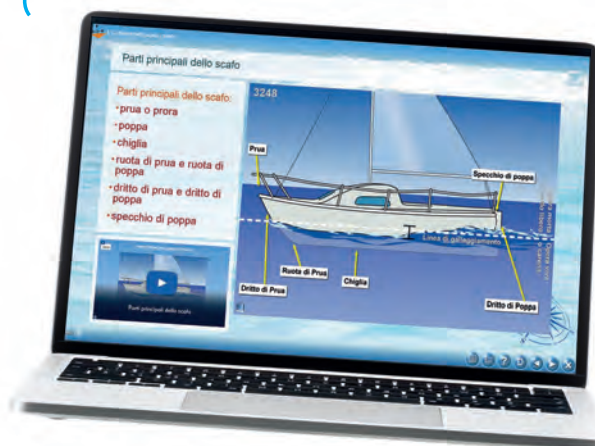 Parti principali dello scafo
Parti principali dello scafo:
•prua o prora
•poppa
•chiglia
•ruota di prua e ruota di
poppa
•dritto di prua e dritto di
poppa
•specchio di poppa
Parti principali dello scafo
3248
Prua
Specchio di poppa
Linea di galleggiamento
Ruota di Prua
Chiglia
Dritto di Prua
Dritto di Poppa